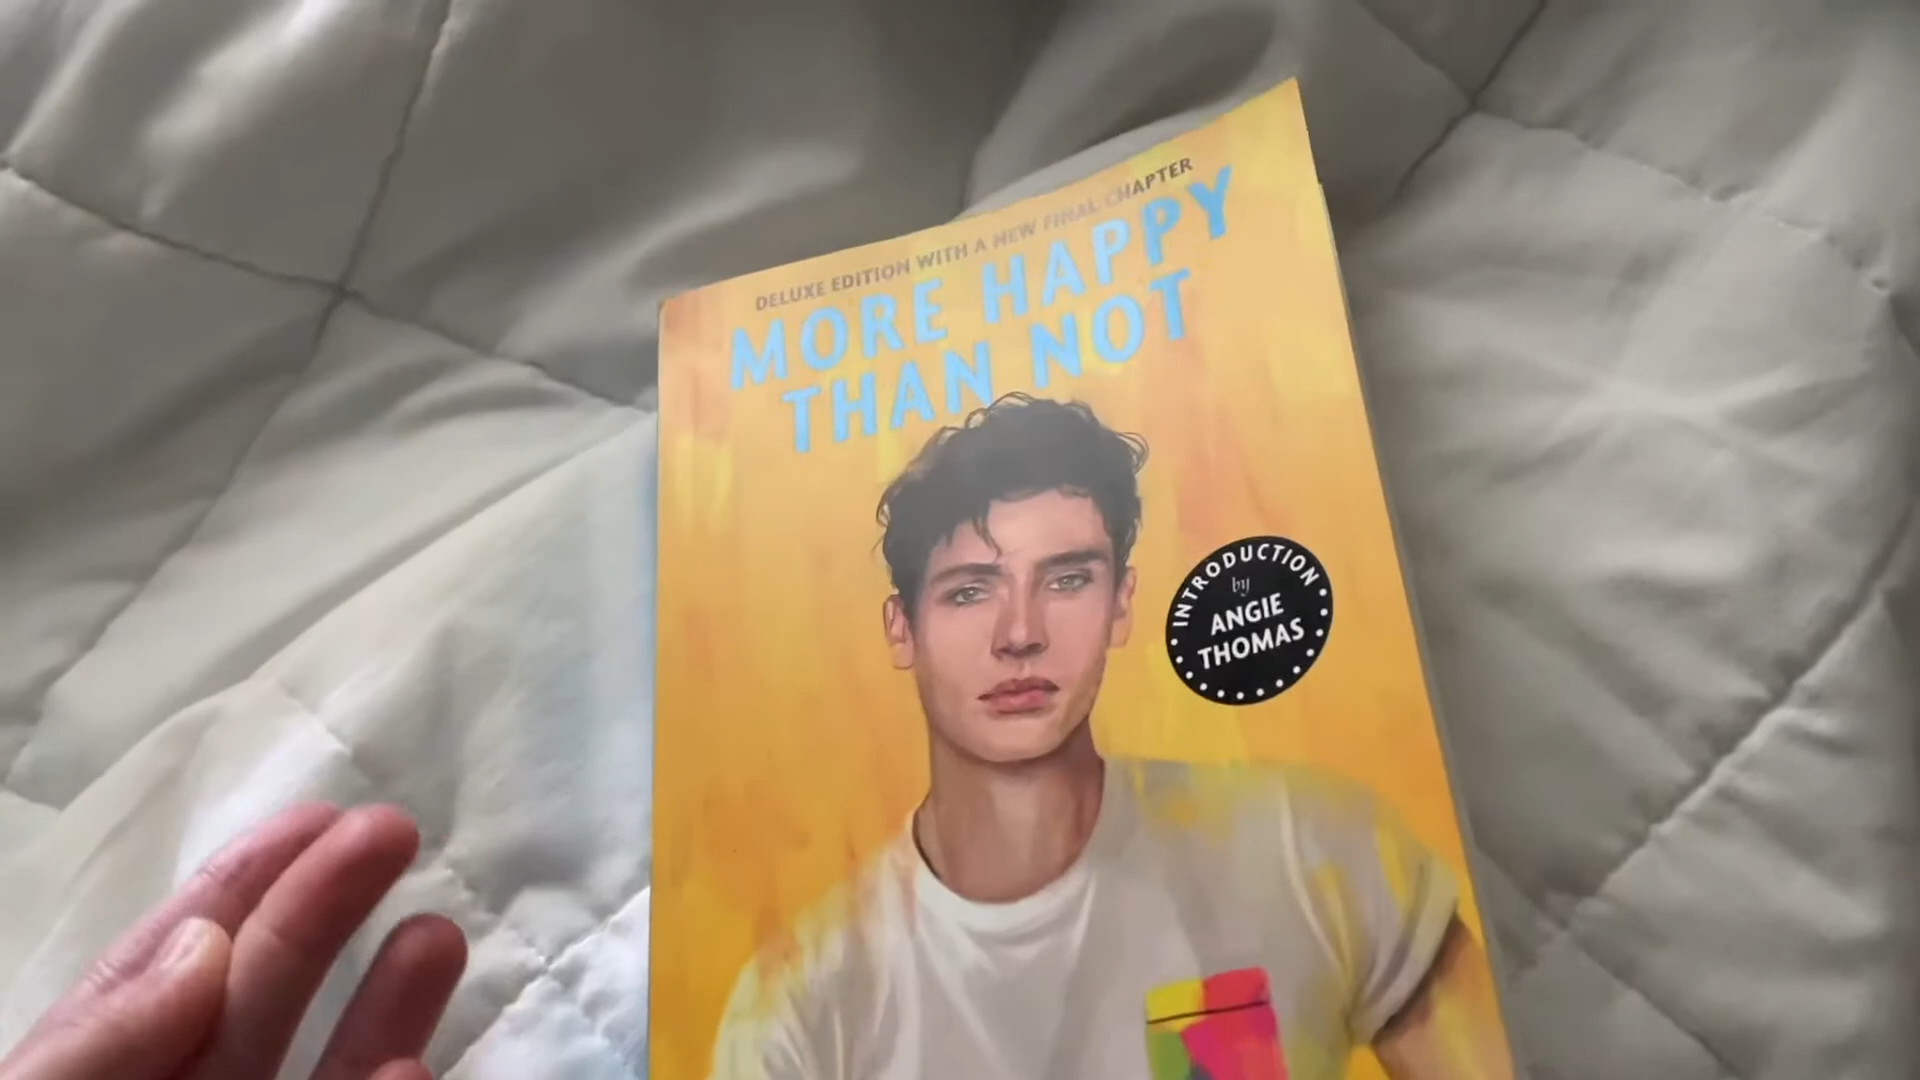 DELUXE EDITION WITH A NEW FINAL CHAPTER
MORE HAPPY
THAN NOT
INTRODUCTION
by
ANGIE
THOMAS